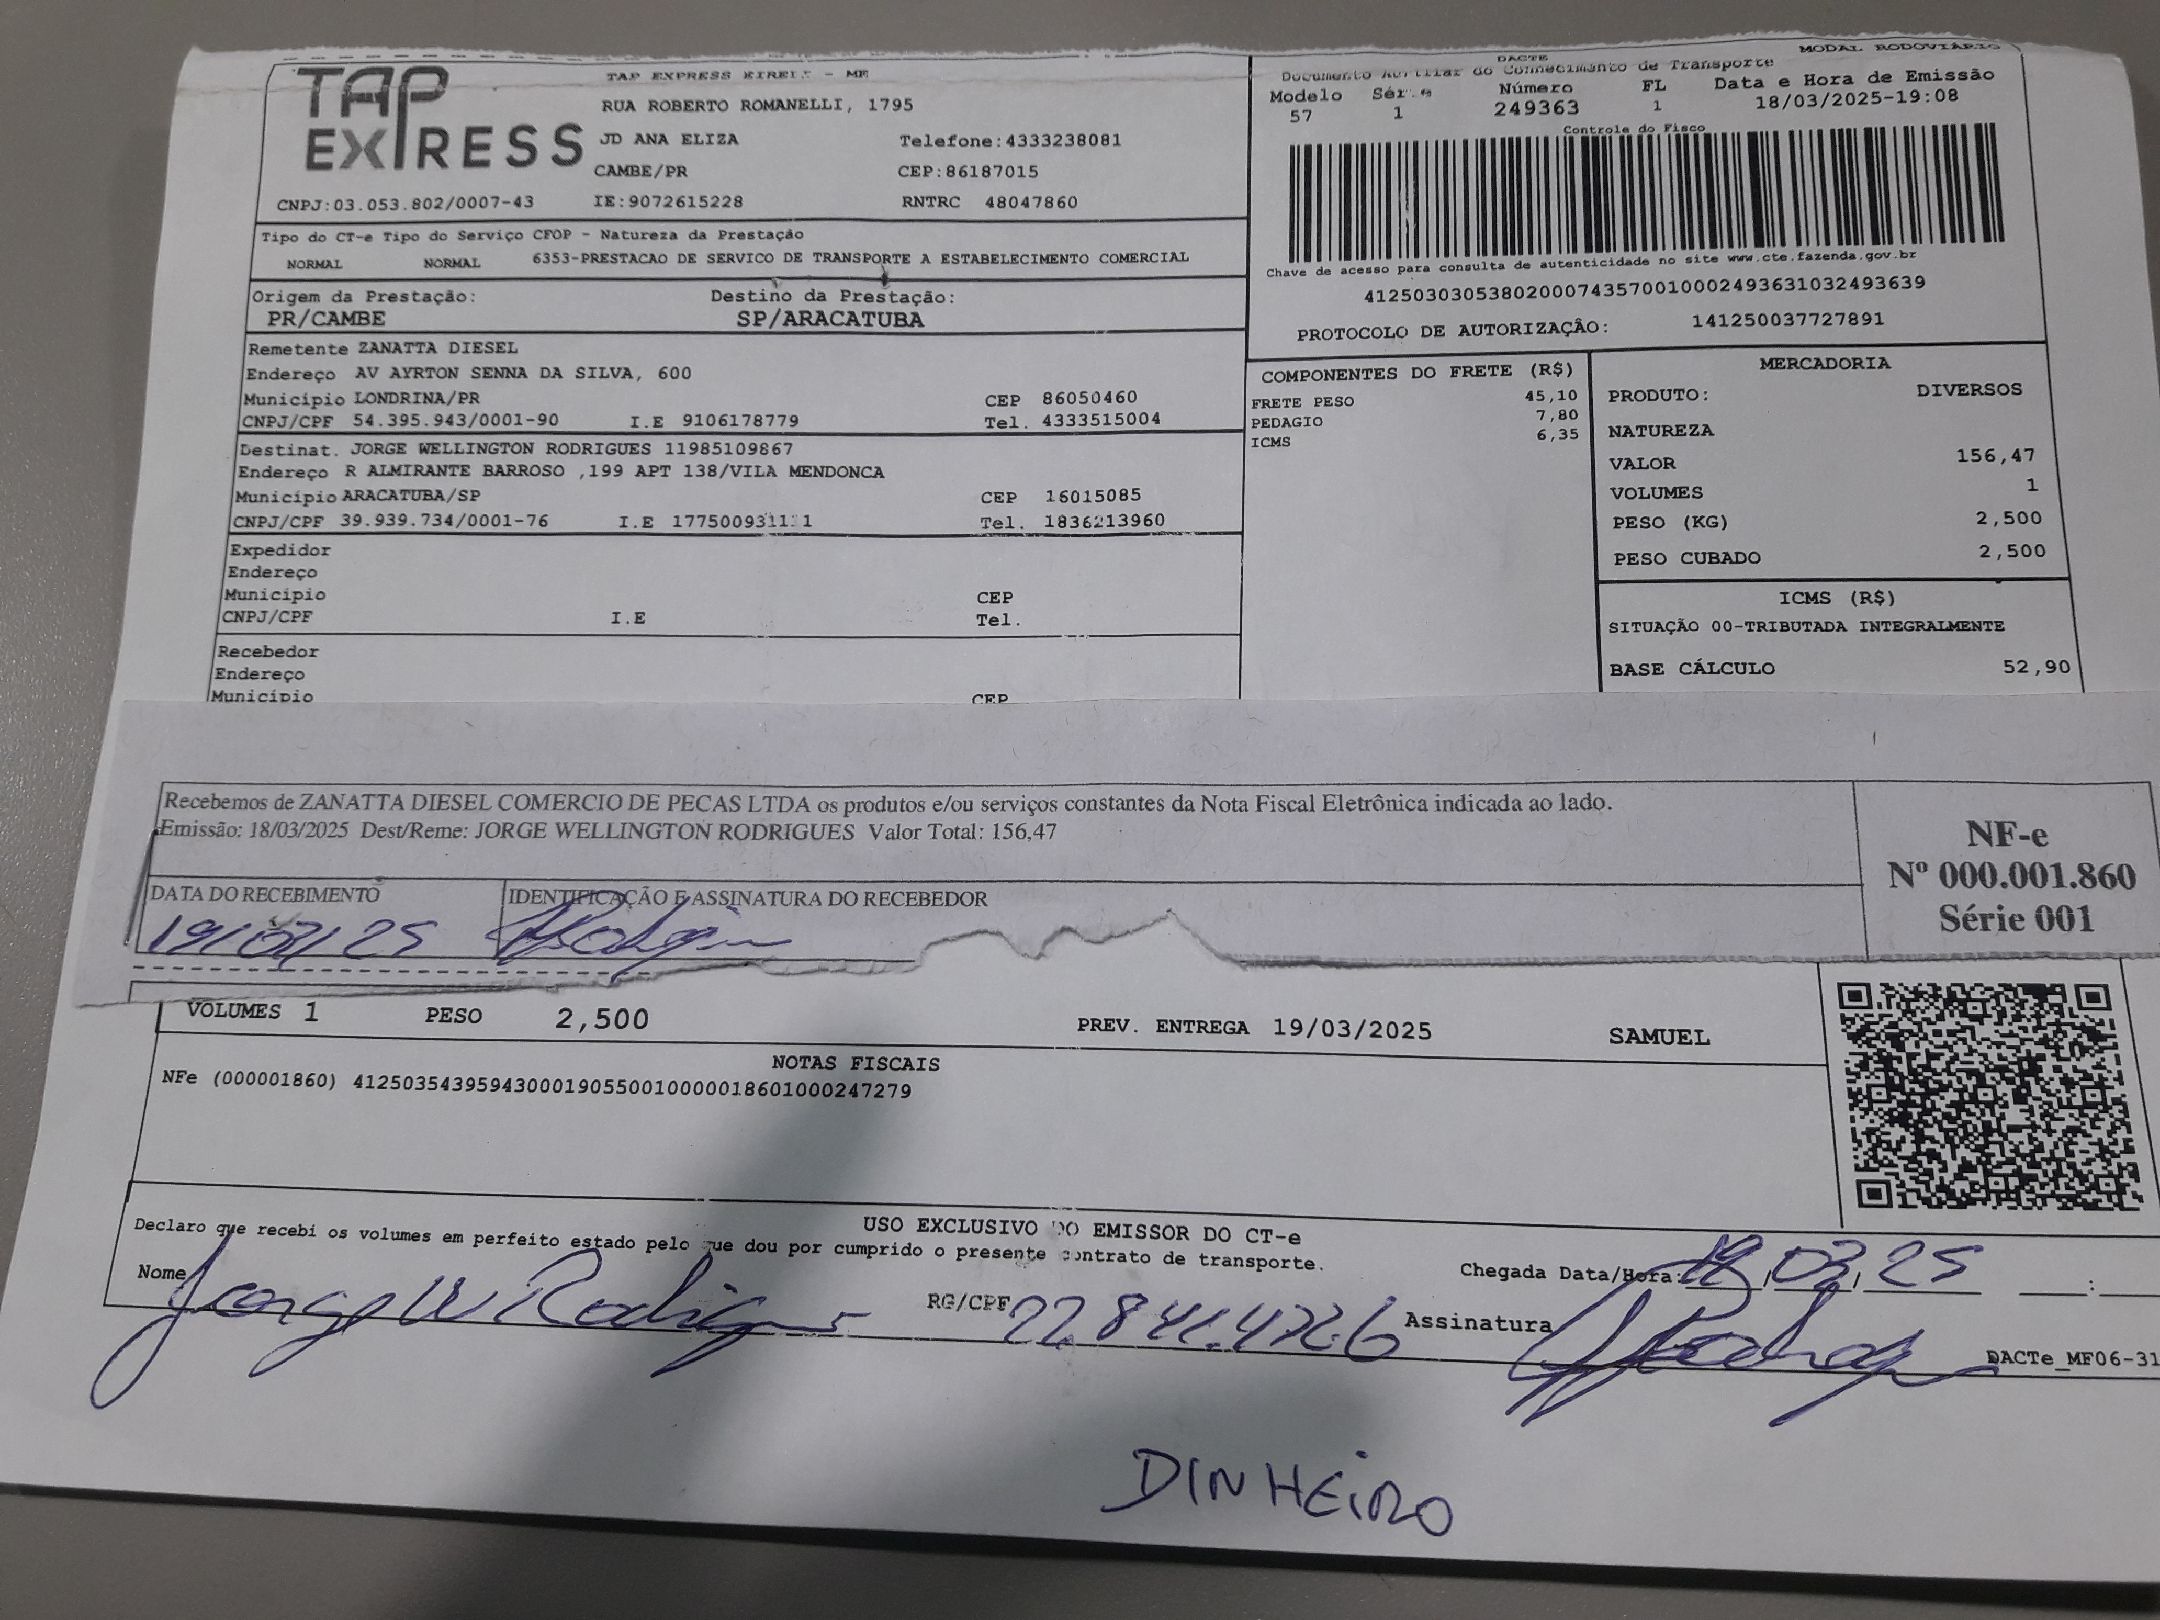 TAP EXPRESS
TAP EXPRESS EIRELI - ME
RUA ROBERTO ROMANELLI, 1795
JD ANA ELIZA Telefone:4333238081
CAMBE/PR CEP:86187015
CNPJ:03.053.802/0007-43 IE:9072615228 RNTRC 48047860
MODAL RODOVIÁRIO
DACTE
Documento Auxiliar do Conhecimento de Transporte
Modelo Série Número FL Data e Hora de Emissão
57 1 249363 1 18/03/2025-19:08
Controle do Fisco
Chave de acesso para consulta de autenticidade no site www.cte.fazenda.gov.br
41250303053802000743570010002493631032493639
PROTOCOLO DE AUTORIZAÇÂO: 141250037727891
Tipo do CT-e Tipo do Serviço CFOP - Natureza da Prestação
NORMAL NORMAL 6353-PRESTACAO DE SERVICO DE TRANSPORTE A ESTABELECIMENTO COMERCIAL
Origem da Prestação: Destino da Prestação:
PR/CAMBE SP/ARACATUBA
Remetente ZANATTA DIESEL
Endereço AV AYRTON SENNA DA SILVA, 600
Município LONDRINA/PR CEP 86050460
CNPJ/CPF 54.395.943/0001-90 I.E 9106178779 Tel. 4333515004
Destinat. JORGE WELLINGTON RODRIGUES 11985109867
Endereço R ALMIRANTE BARROSO ,199 APT 138/VILA MENDONCA
Município ARACATUBA/SP CEP 16015085
CNPJ/CPF 39.939.734/0001-76 I.E Tel. 1836213960
Expedidor
Endereço
Município CEP
CNPJ/CPF I.E Tel.
Recebedor
Endereço
Município CEP
COMPONENTES DO FRETE (R$)
FRETE PESO 45,10
PEDAGIO 7,80
ICMS 6,35
MERCADORIA
PRODUTO: DIVERSOS
NATUREZA
VALOR 156,47
VOLUMES 1
PESO (KG) 2,500
PESO CUBADO 2,500
ICMS (R$)
SITUAÇÃO 00-TRIBUTADA INTEGRALMENTE
BASE CÁLCULO 52,90
Recebemos de ZANATTA DIESEL COMERCIO DE PECAS LTDA os produtos e/ou serviços constantes da Nota Fiscal Eletrônica indicada ao lado.
Emissão: 18/03/2025 Dest/Reme: JORGE WELLINGTON RODRIGUES Valor Total: 156,47
NF-e
Nº 000.001.860
Série 001
DATA DO RECEBIMENTO IDENTIFICAÇÃO E ASSINATURA DO RECEBEDOR
19/03/25
VOLUMES 1 PESO 2,500 PREV. ENTREGA 19/03/2025 SAMUEL
NOTAS FISCAIS
NFe (000001860) 41250354395943000190550010000018601000247279
USO EXCLUSIVO DO EMISSOR DO CT-e
Declaro que recebi os volumes em perfeito estado pelo que dou por cumprido o presente contrato de transporte.
Nome Jorge W Rodrigues RG/CPF 22.841.472.6 Chegada Data/Hora: 19/03/25 :
Assinatura
DACTe_MF06-31
DINHEIRO